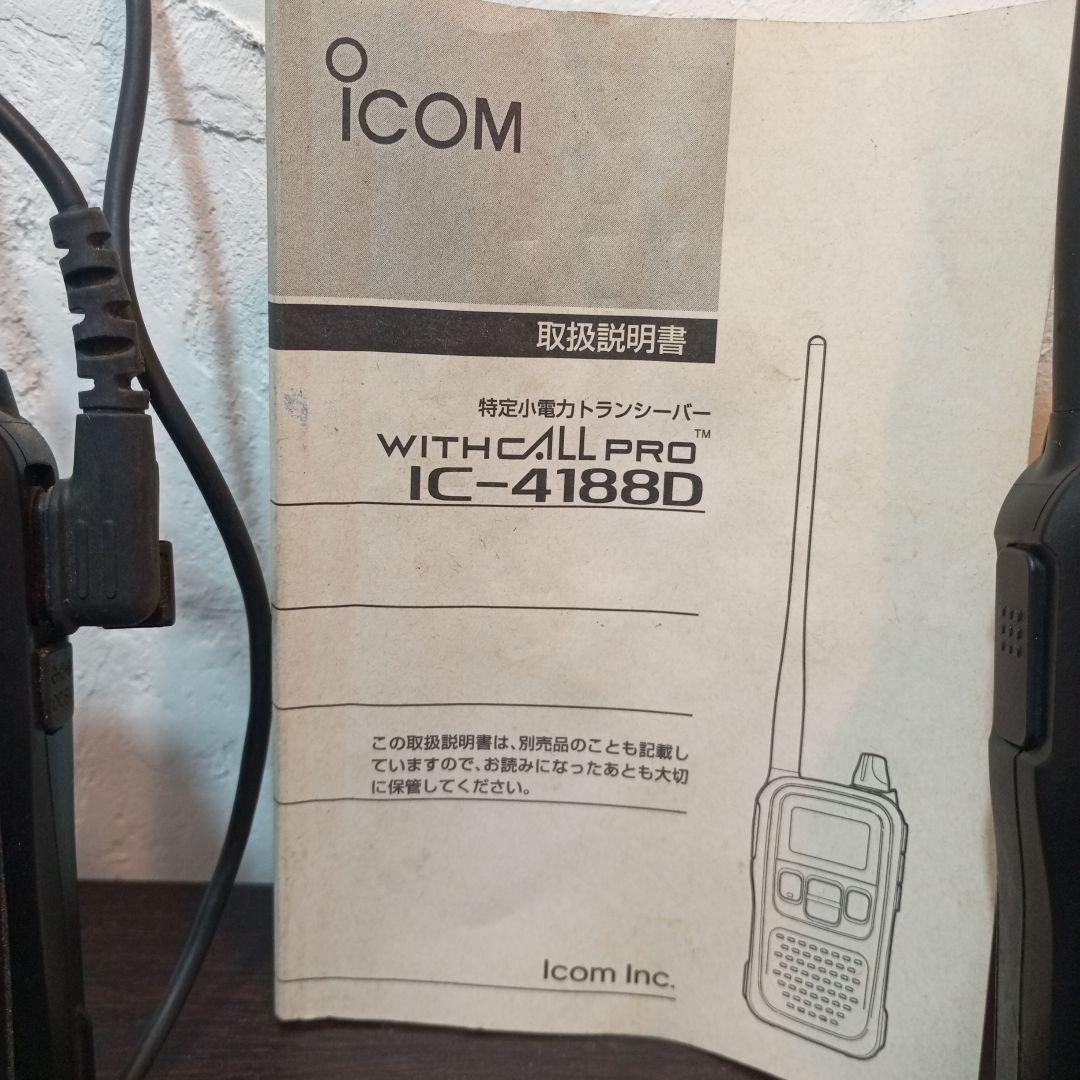 ICOM
取扱説明書
特定小電力トランシーバー
WITHCALL PRO™
IC-4188D
この取扱説明書は、別売品のことも記載し
ていますので、お読みになったあとも大切
に保管してください。
Icom Inc.